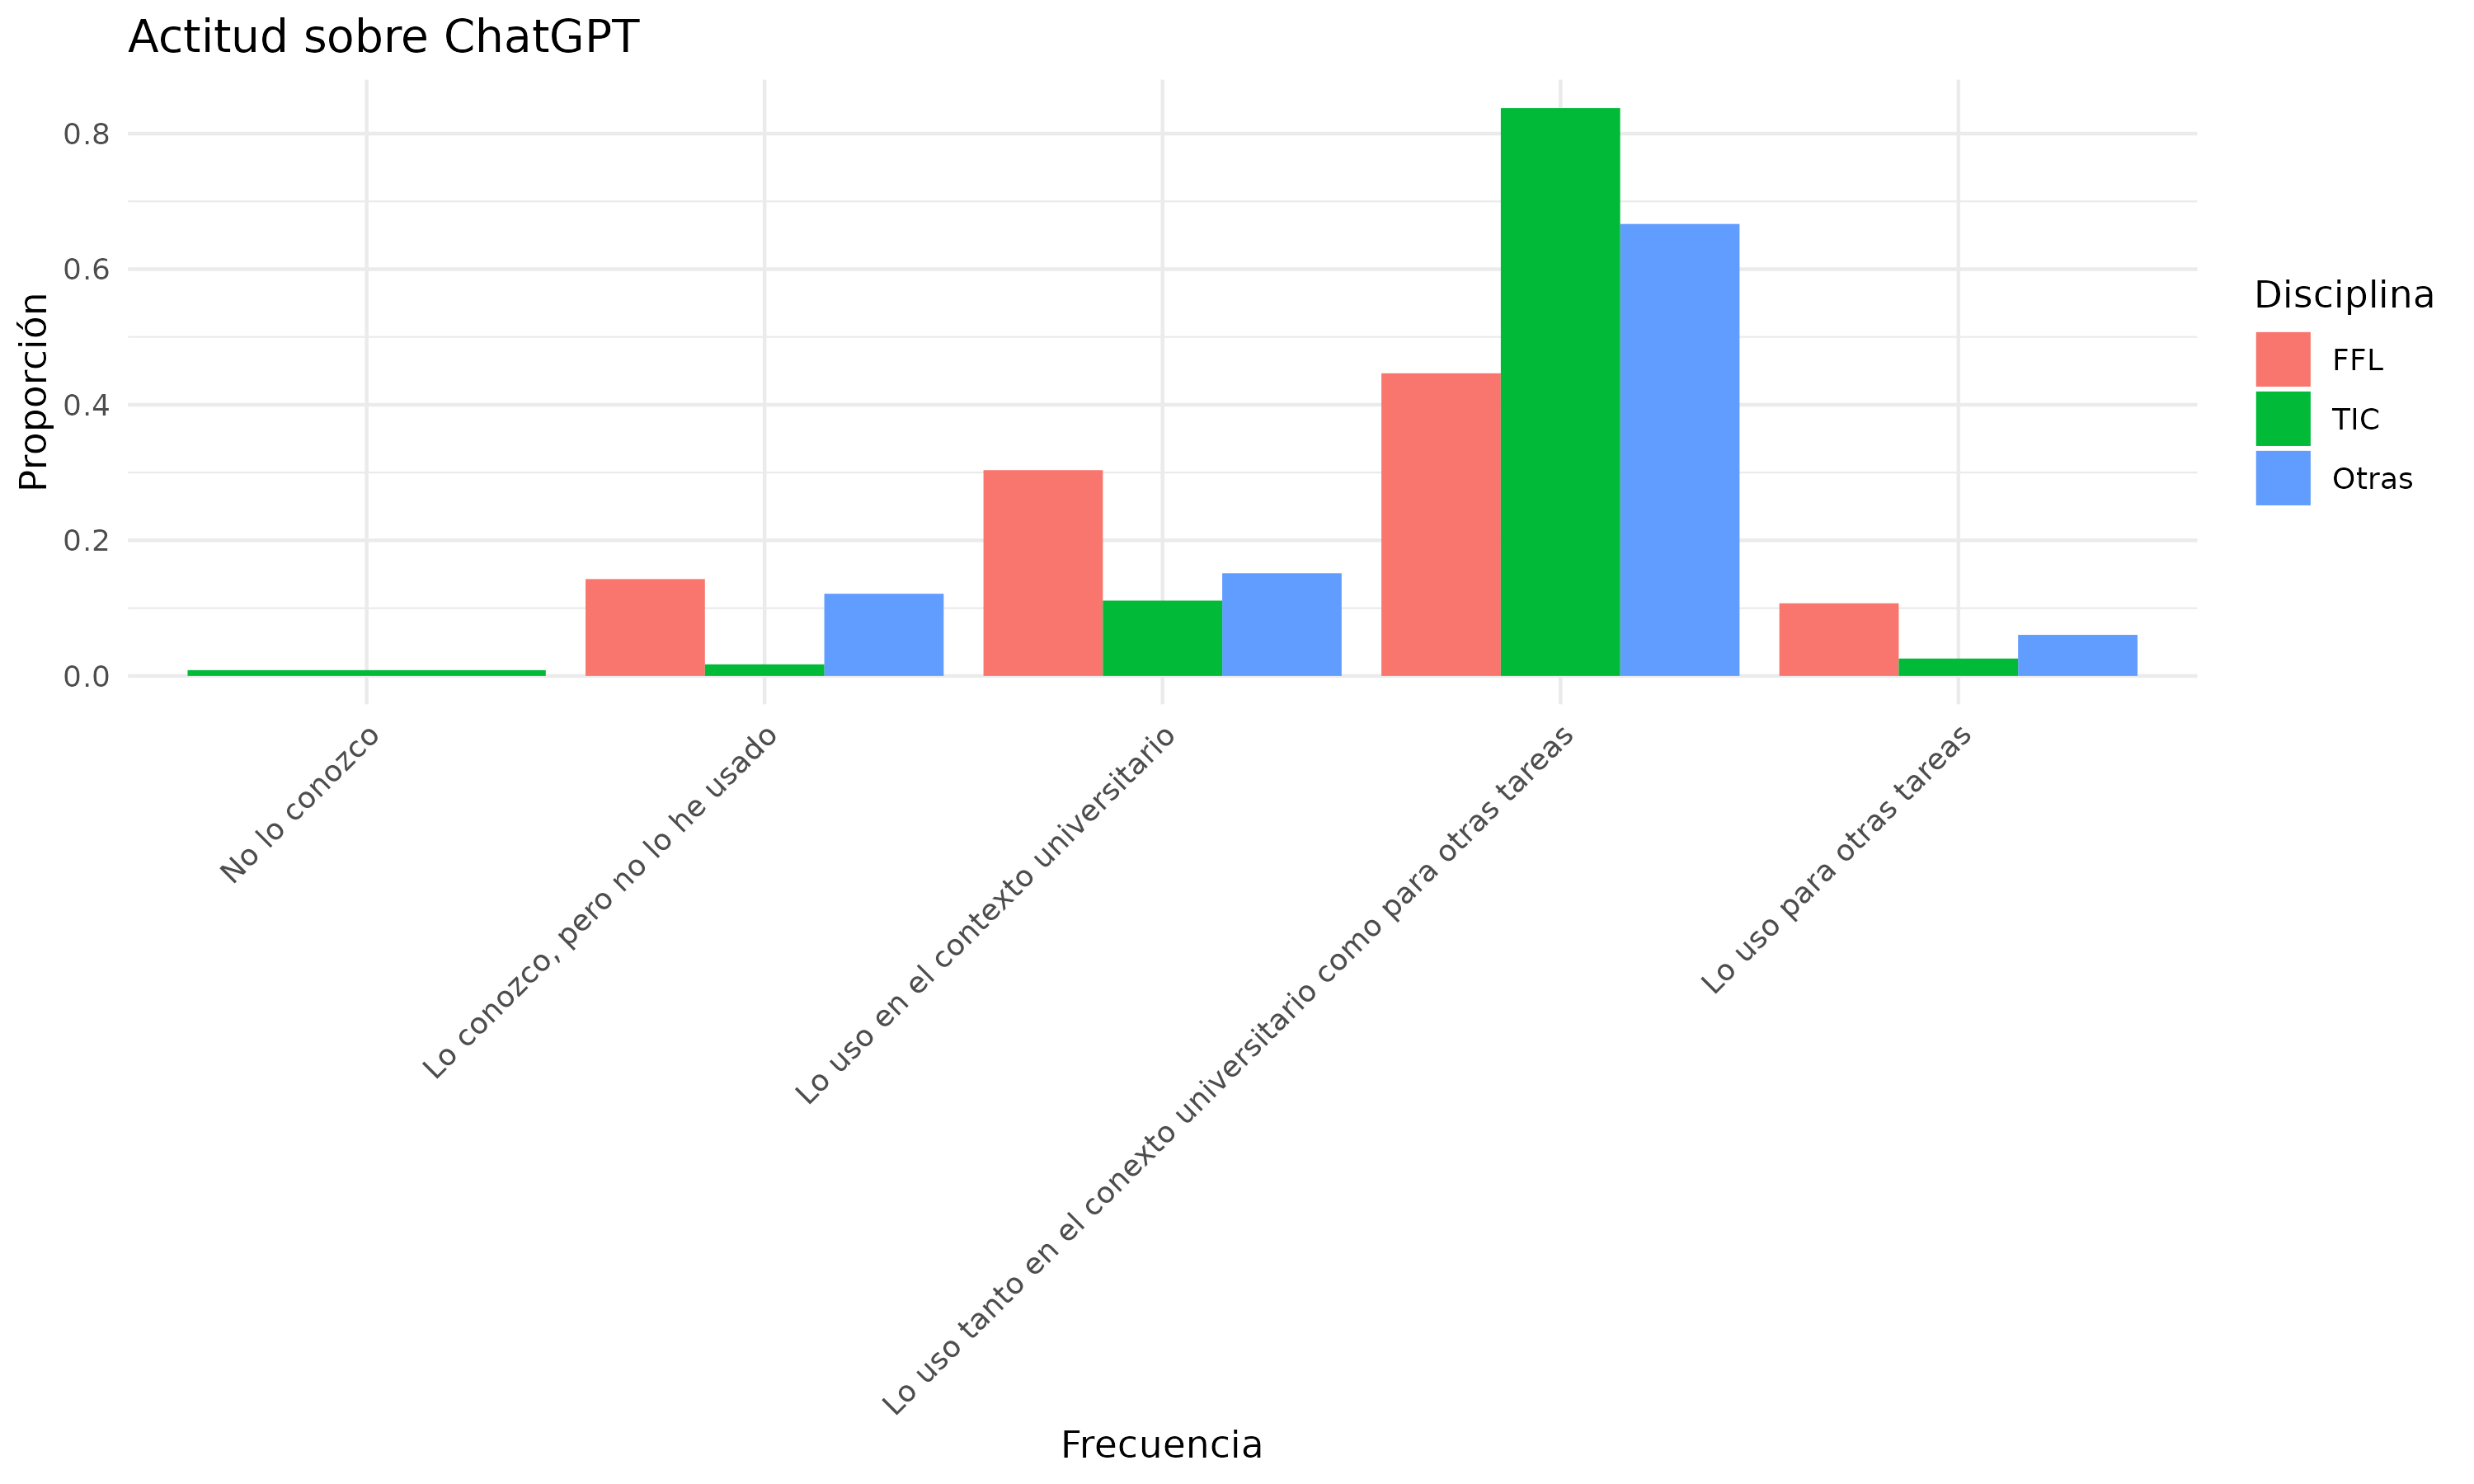 Actitud sobre ChatGPT
Proporción
0.8
0.6
0.4
0.2
0.0
No lo conozco
Lo conozco, pero no lo he usado
Lo uso en el contexto universitario
Lo uso tanto en el conexto universitario como para otras tareas
Lo uso para otras tareas
Frecuencia
Disciplina
FFL
TIC
Otras